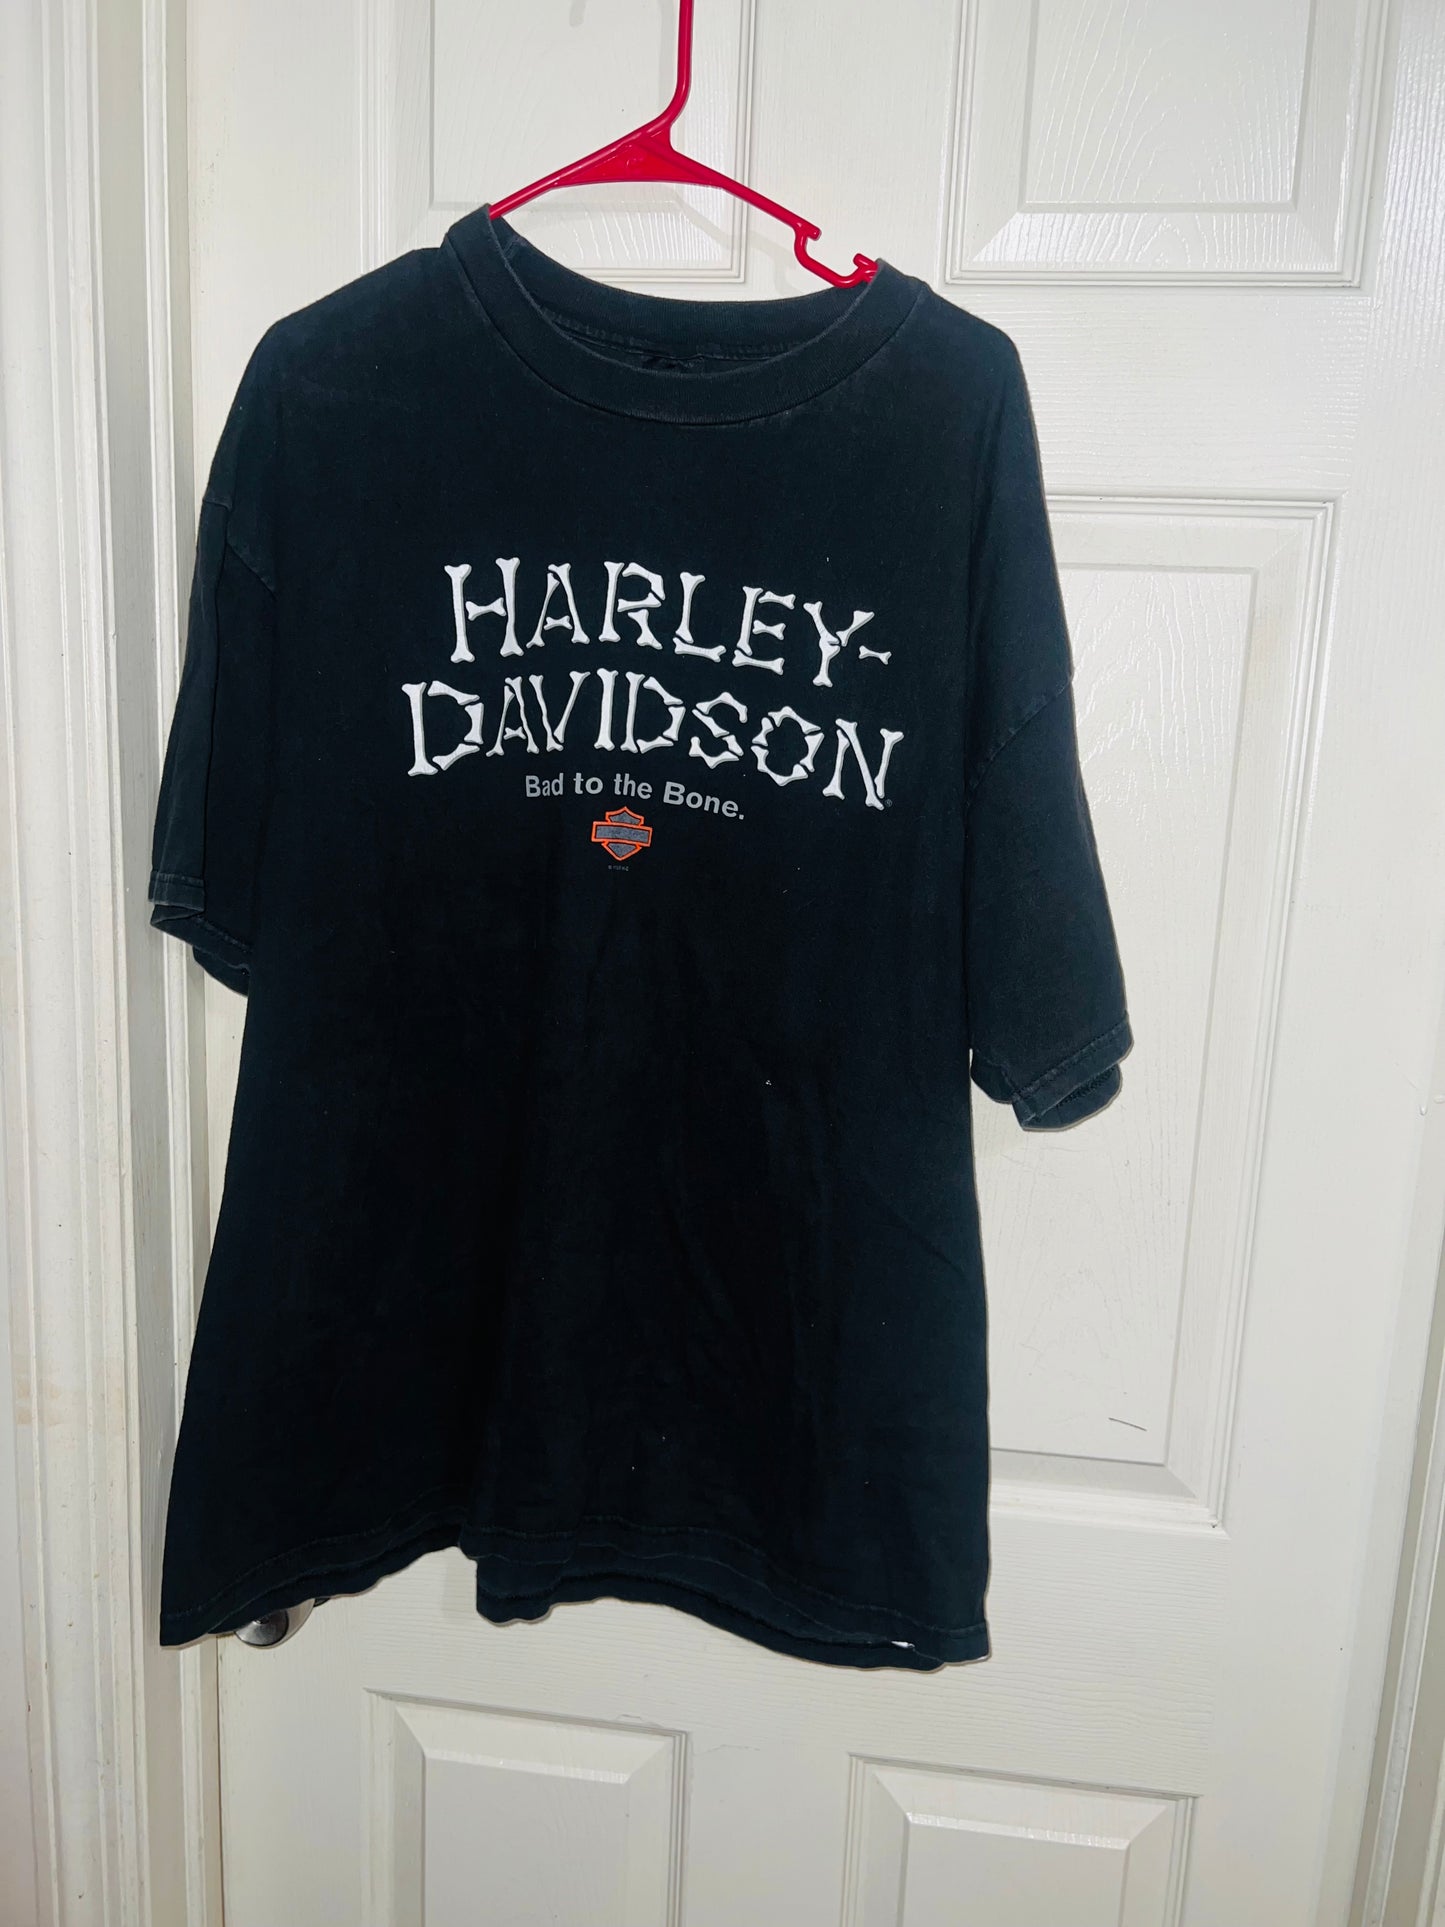 HARLEY-
DAVIDSON®
Bad to the Bone.